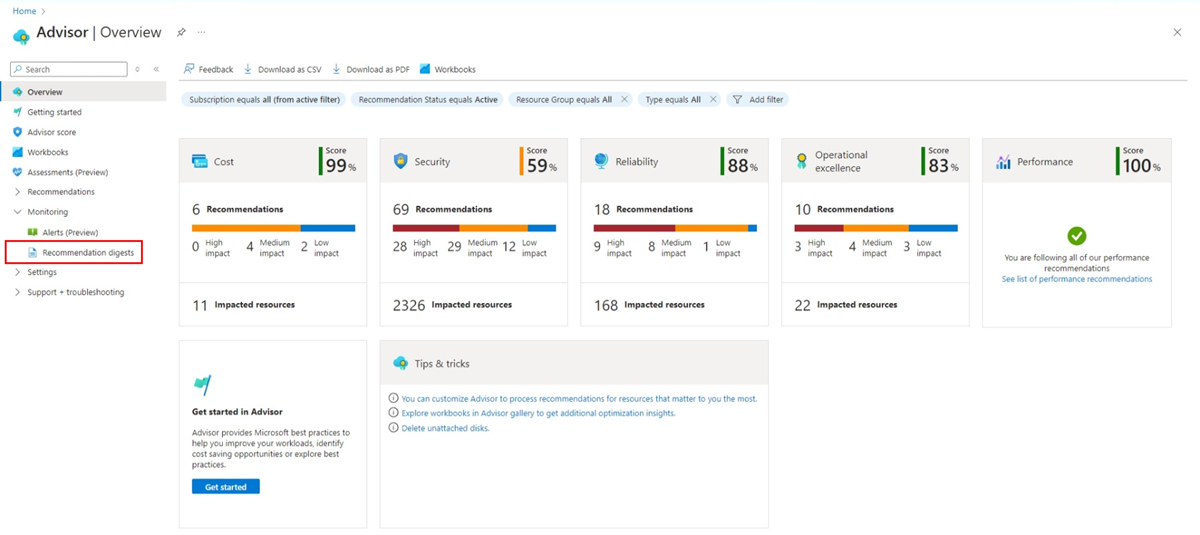 Home
Advisor | Overview
Search
Overview
Getting started
Advisor score
Workbooks
Assessments (Preview)
Recommendations
Monitoring
Alerts (Preview)
Recommendation digests
Settings
Support + troubleshooting
Feedback
Download as CSV
Download as PDF
Workbooks
Subscription equals all (from active filter)
Recommendation Status equals Active
Resource Group equals All
Type equals All
Add filter
Cost
Score
99%
6 Recommendations
0 High impact
4 Medium impact
2 Low impact
11 Impacted resources
Security
Score
59%
69 Recommendations
28 High impact
29 Medium impact
12 Low impact
2326 Impacted resources
Reliability
Score
88%
18 Recommendations
9 High impact
8 Medium impact
1 Low impact
168 Impacted resources
Operational
excellence
Score
83%
10 Recommendations
3 High impact
4 Medium impact
3 Low impact
22 Impacted resources
Performance
Score
100%
You are following all of our performance
recommendations
See list of performance recommendations
Get started in Advisor
Advisor provides Microsoft best practices to
help you improve your workloads, identify
cost saving opportunities or explore best
practices.
Get started
Tips & tricks
You can customize Advisor to process recommendations for resources that matter to you the most.
Explore workbooks in Advisor gallery to get additional optimization insights.
Delete unattached disks.